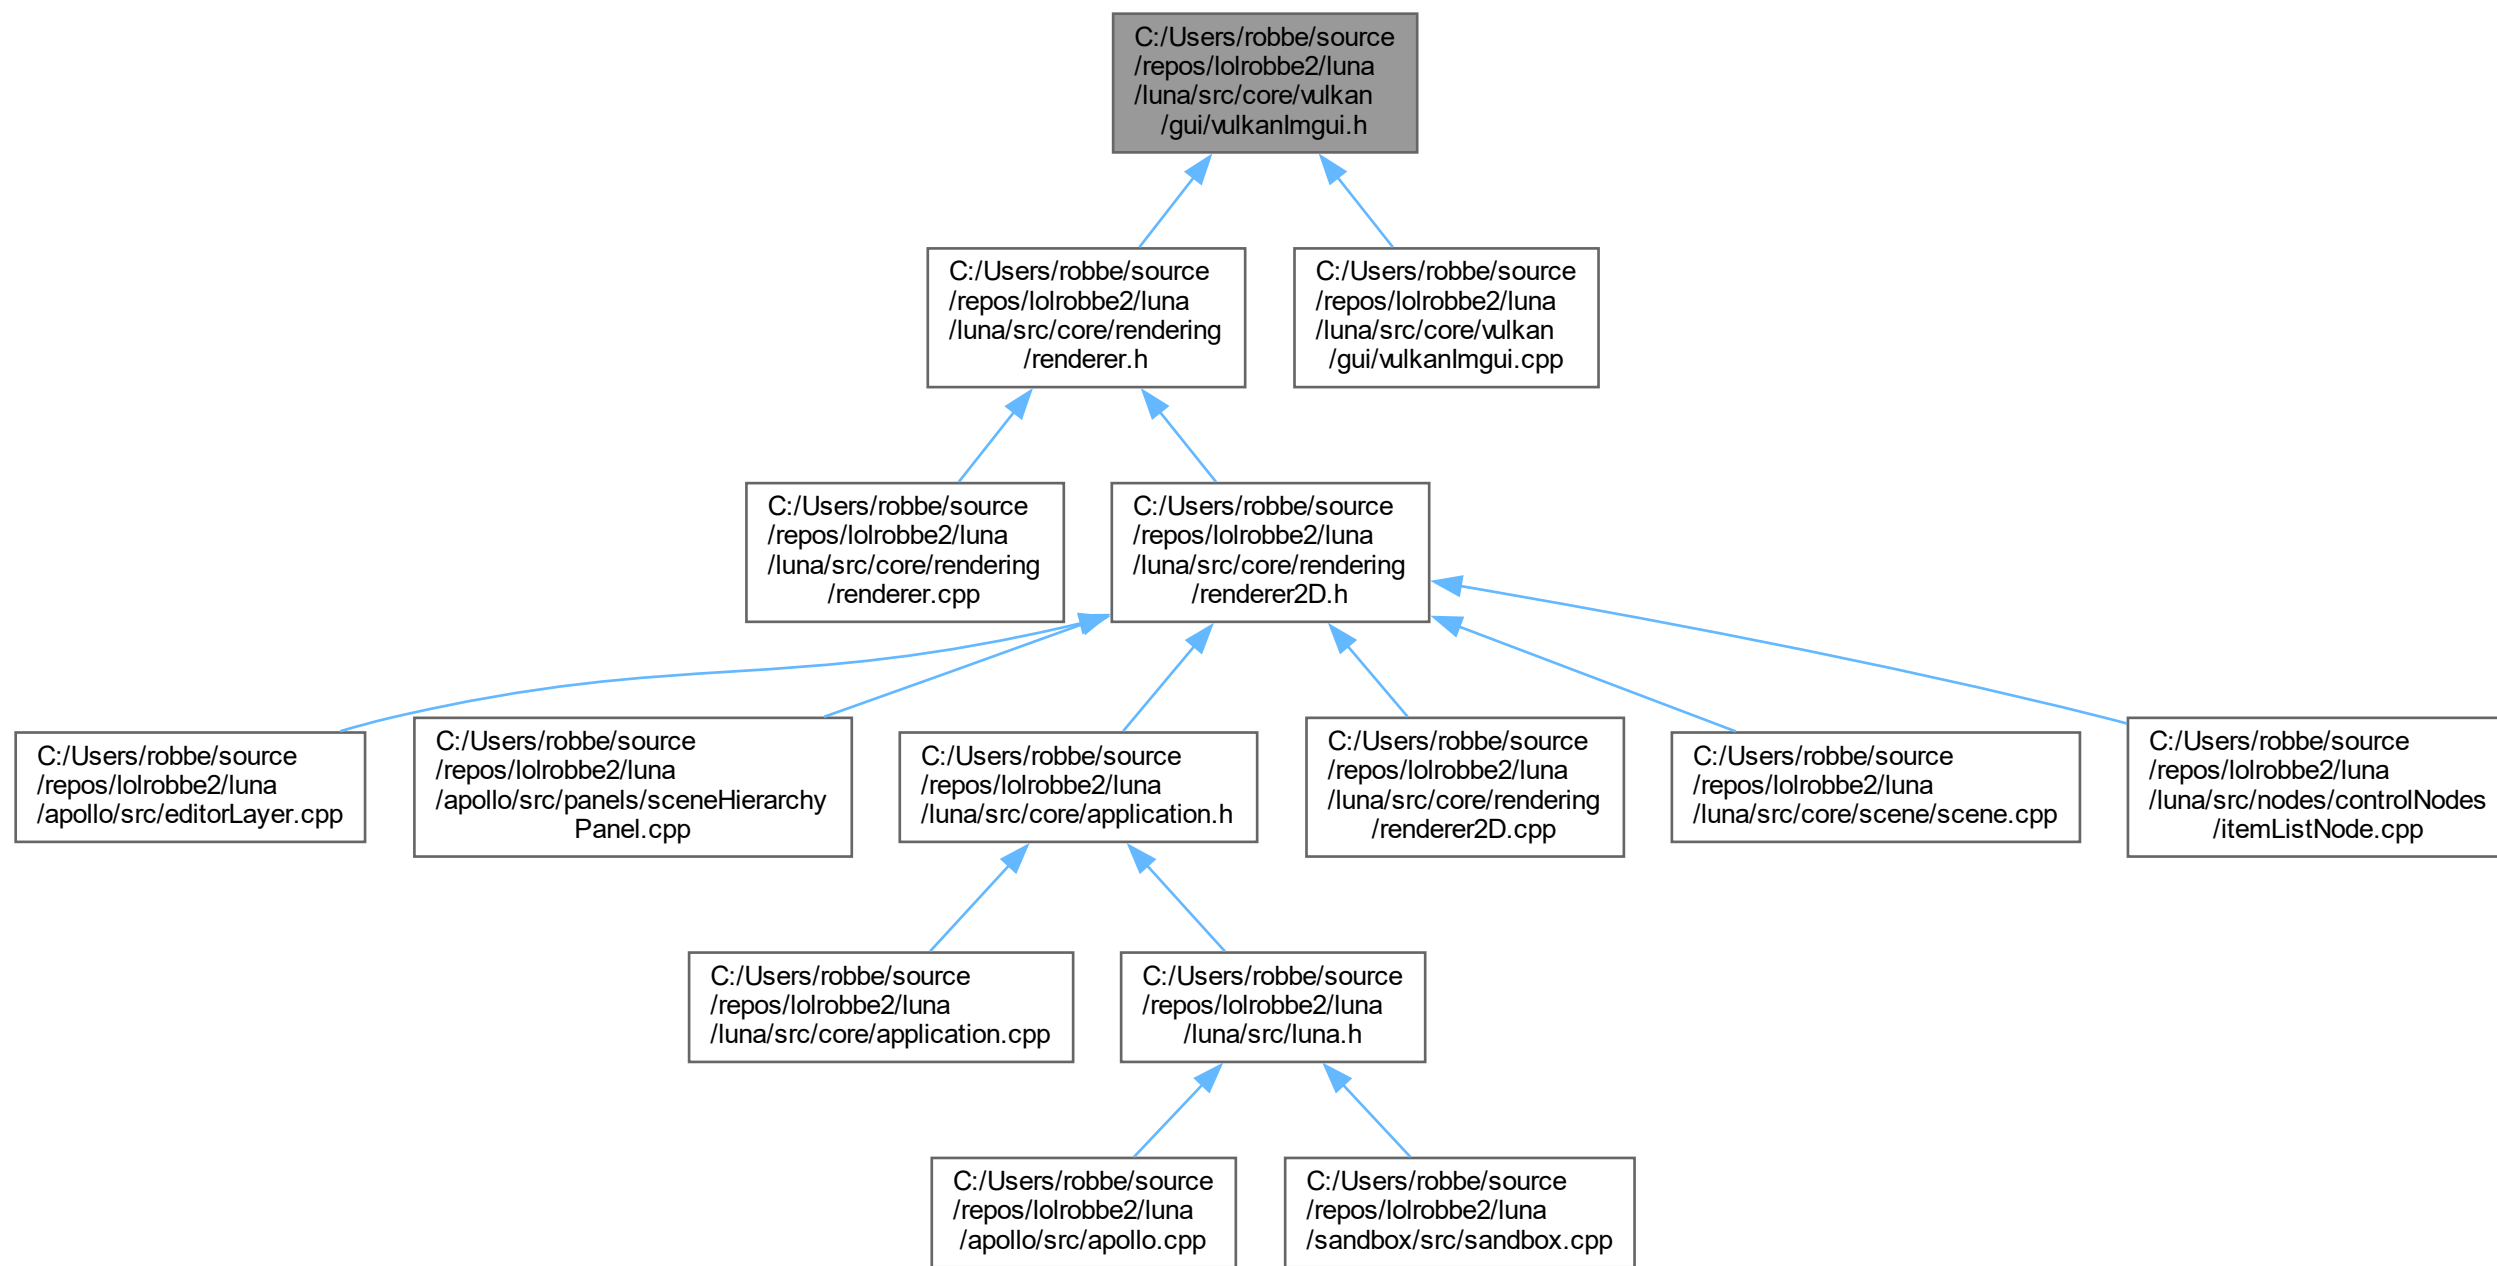 C:/Users/robbe/source
/repos/lolrobbe2/luna
/luna/src/core/vulkan
/gui/vulkanImgui.h
C:/Users/robbe/source
/repos/lolrobbe2/luna
/luna/src/core/rendering
/renderer.h
C:/Users/robbe/source
/repos/lolrobbe2/luna
/luna/src/core/vulkan
/gui/vulkanImgui.cpp
C:/Users/robbe/source
/repos/lolrobbe2/luna
/luna/src/core/rendering
/renderer.cpp
C:/Users/robbe/source
/repos/lolrobbe2/luna
/luna/src/core/rendering
/renderer2D.h
C:/Users/robbe/source
/repos/lolrobbe2/luna
/apollo/src/editorLayer.cpp
C:/Users/robbe/source
/repos/lolrobbe2/luna
/apollo/src/panels/sceneHierarchy
Panel.cpp
C:/Users/robbe/source
/repos/lolrobbe2/luna
/luna/src/core/application.h
C:/Users/robbe/source
/repos/lolrobbe2/luna
/luna/src/core/rendering
/renderer2D.cpp
C:/Users/robbe/source
/repos/lolrobbe2/luna
/luna/src/core/scene/scene.cpp
C:/Users/robbe/source
/repos/lolrobbe2/luna
/luna/src/nodes/controlNodes
/itemListNode.cpp
C:/Users/robbe/source
/repos/lolrobbe2/luna
/luna/src/core/application.cpp
C:/Users/robbe/source
/repos/lolrobbe2/luna
/luna/src/luna.h
C:/Users/robbe/source
/repos/lolrobbe2/luna
/apollo/src/apollo.cpp
C:/Users/robbe/source
/repos/lolrobbe2/luna
/sandbox/src/sandbox.cpp